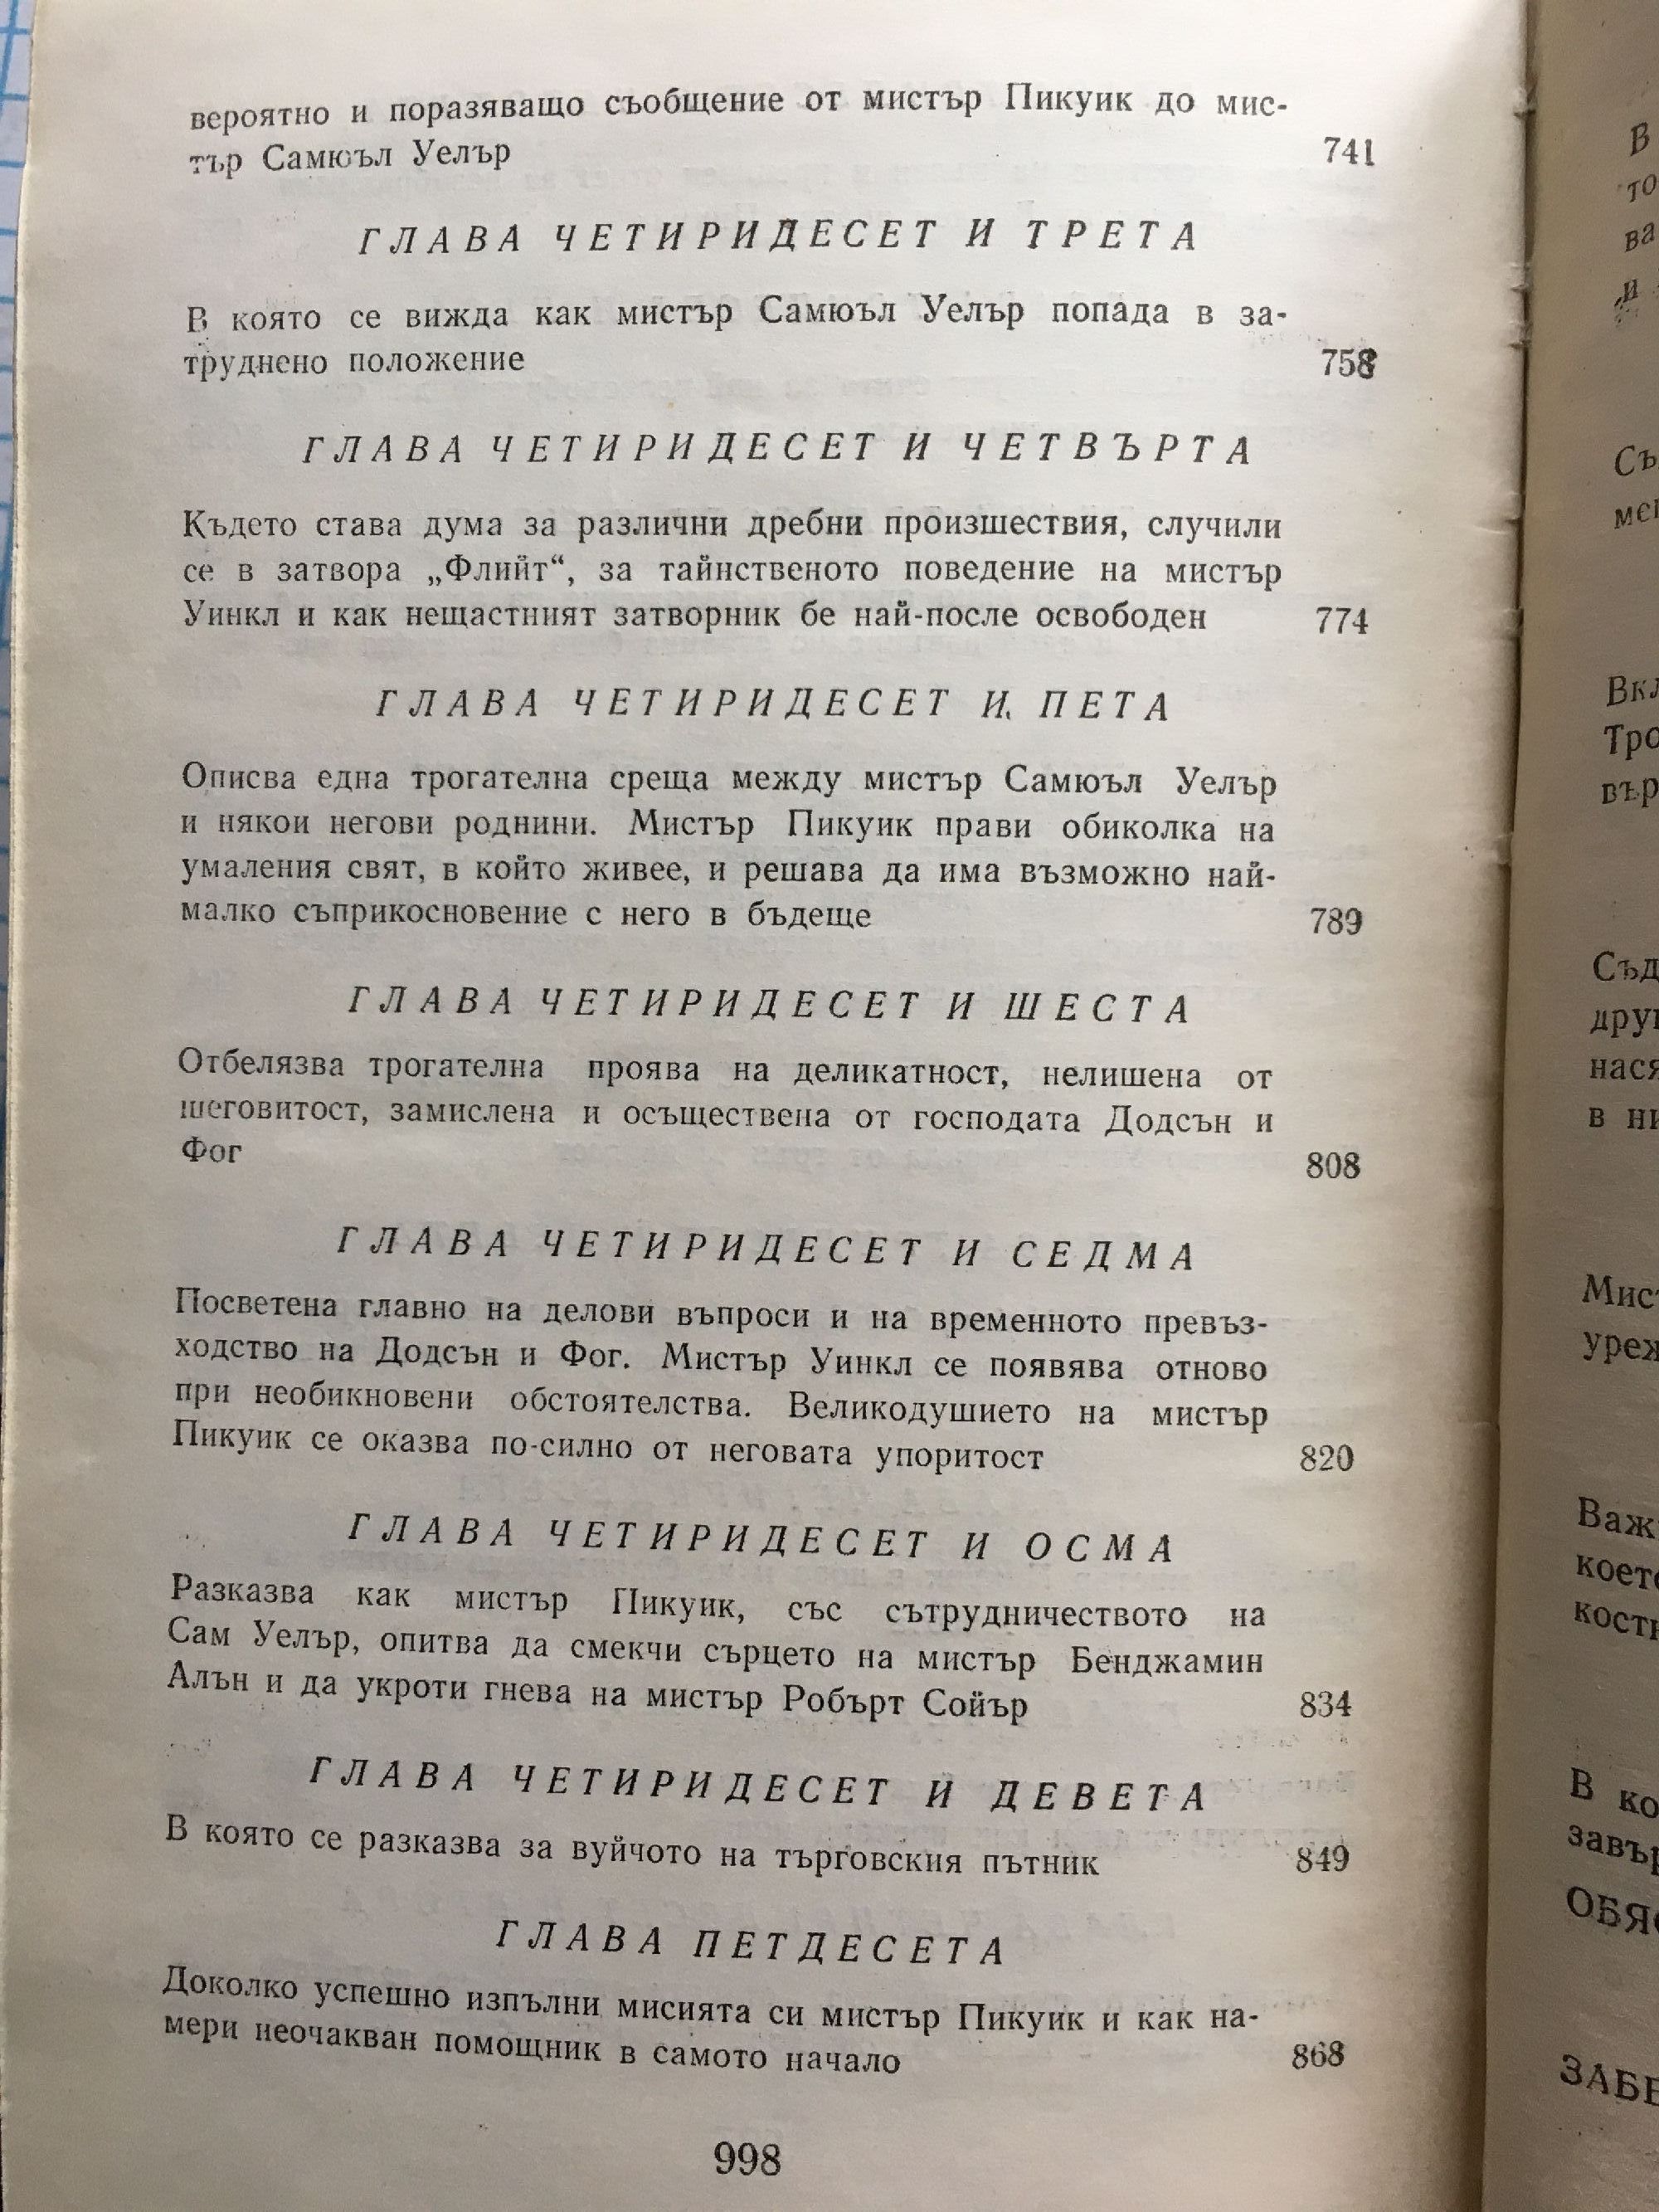 вероятно и поразяващо съобщение от мистър Пикуик до мис-
тър Самюъл Уелър 741
ГЛАВА ЧЕТИРИДЕСЕТ И ТРЕТА
В която се вижда как мистър Самюъл Уелър попада в за-
труднено положение 758
ГЛАВА ЧЕТИРИДЕСЕТ И ЧЕТВЪРТА
Където става дума за различни дребни произшествия, случили
се в затвора „Флийт“, за тайнственото поведение на мистър
Уинкл и как нещастният затворник бе най-после освободен 774
ГЛАВА ЧЕТИРИДЕСЕТ И ПЕТА
Описва една трогателна среща между мистър Самюъл Уелър
и някои негови роднини. Мистър Пикуик прави обиколка на
умаления свят, в който живее, и решава да има възможно най-
малко съприкосновение с него в бъдеще 789
ГЛАВА ЧЕТИРИДЕСЕТ И ШЕСТА
Отбелязва трогателна проява на деликатност, нелишена от
шеговитост, замислена и осъществена от господата Додсън и
Фог 808
ГЛАВА ЧЕТИРИДЕСЕТ И СЕДМА
Посветена главно на делови въпроси и на временното превъз-
ходство на Додсън и Фог. Мистър Уинкл се появява отново
при необикновени обстоятелства. Великодушието на мистър
Пикуик се оказва по-силно от неговата упоритост 820
ГЛАВА ЧЕТИРИДЕСЕТ И ОСМА
Разказва как мистър Пикуик, със сътрудничеството на
Сам Уелър, опитва да смекчи сърцето на мистър Бенджамин
Алън и да укроти гнева на мистър Робърт Сойър 834
ГЛАВА ЧЕТИРИДЕСЕТ И ДЕВЕТА
В която се разказва за вуйчото на търговския пътник 849
ГЛАВА ПЕТДЕСЕТА
Доколко успешно изпълни мисията си мистър Пикуик и как на-
мери неочакван помощник в самото начало 868
998